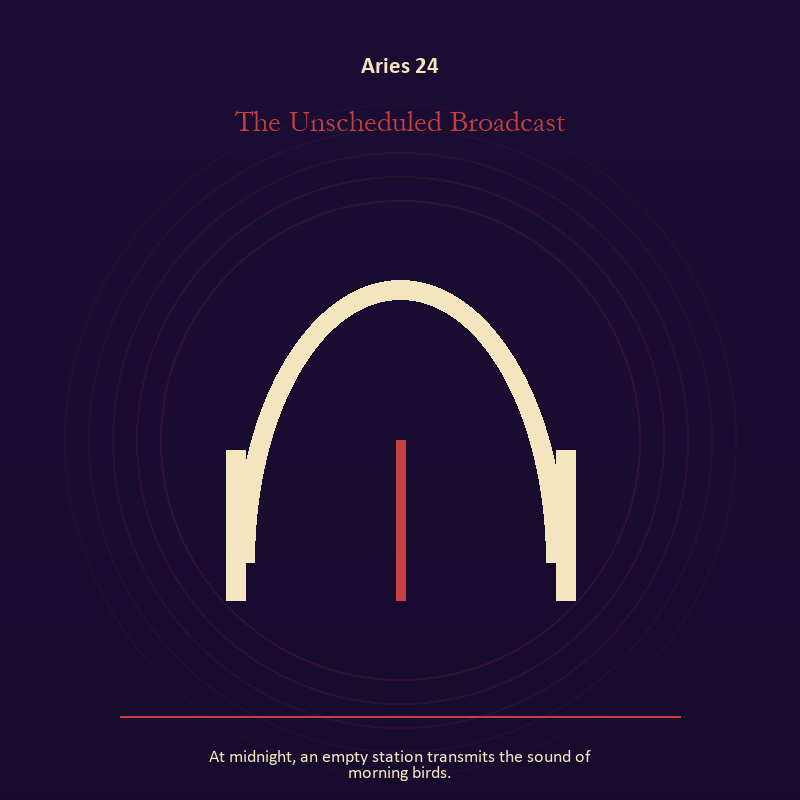 Aries 24
The Unscheduled Broadcast
At midnight, an empty station transmits the sound of
morning birds.